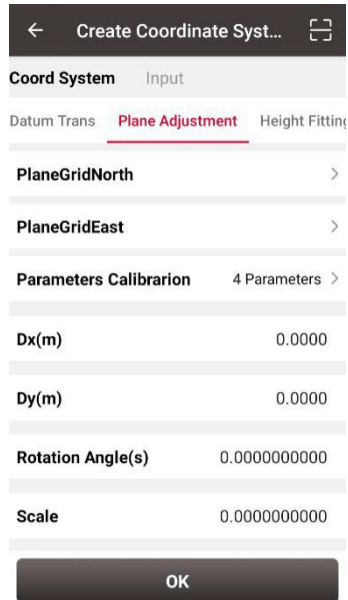 Create Coordinate Syst...
Coord System Input
Datum Trans Plane Adjustment Height Fitting
PlaneGridNorth
PlaneGridEast
Parameters Calibrarion 4 Parameters
Dx(m) 0.0000
Dy(m) 0.0000
Rotation Angle(s) 0.0000000000
Scale 0.0000000000
OK